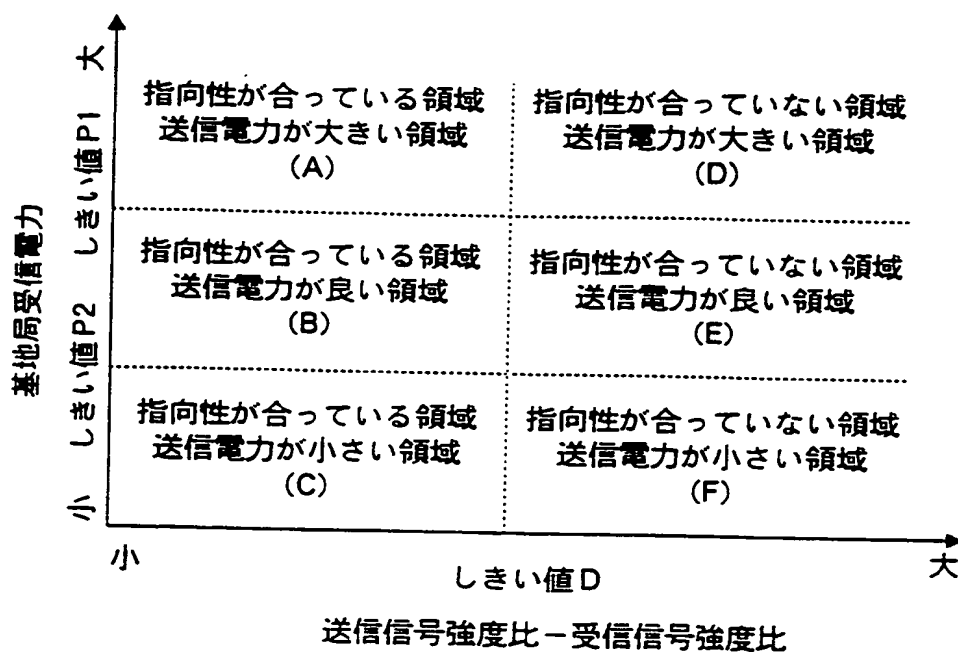 大
しきい値P1
しきい値P2
小
基地局受信電力
指向性が合っている領域
送信電力が大きい領域
(A)
指向性が合っていない領域
送信電力が大きい領域
(D)
指向性が合っている領域
送信電力が良い領域
(B)
指向性が合っていない領域
送信電力が良い領域
(E)
指向性が合っている領域
送信電力が小さい領域
(C)
指向性が合っていない領域
送信電力が小さい領域
(F)
小
しきい値D
大
送信信号強度比－受信信号強度比